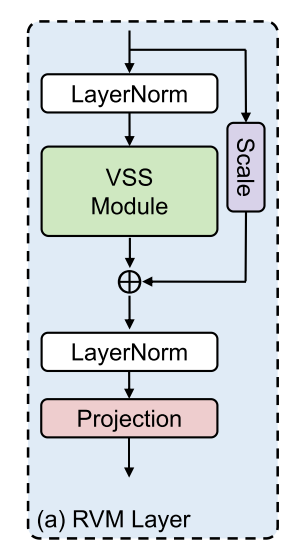 LayerNorm
VSS
Module
Scale
LayerNorm
Projection
(a) RVM Layer